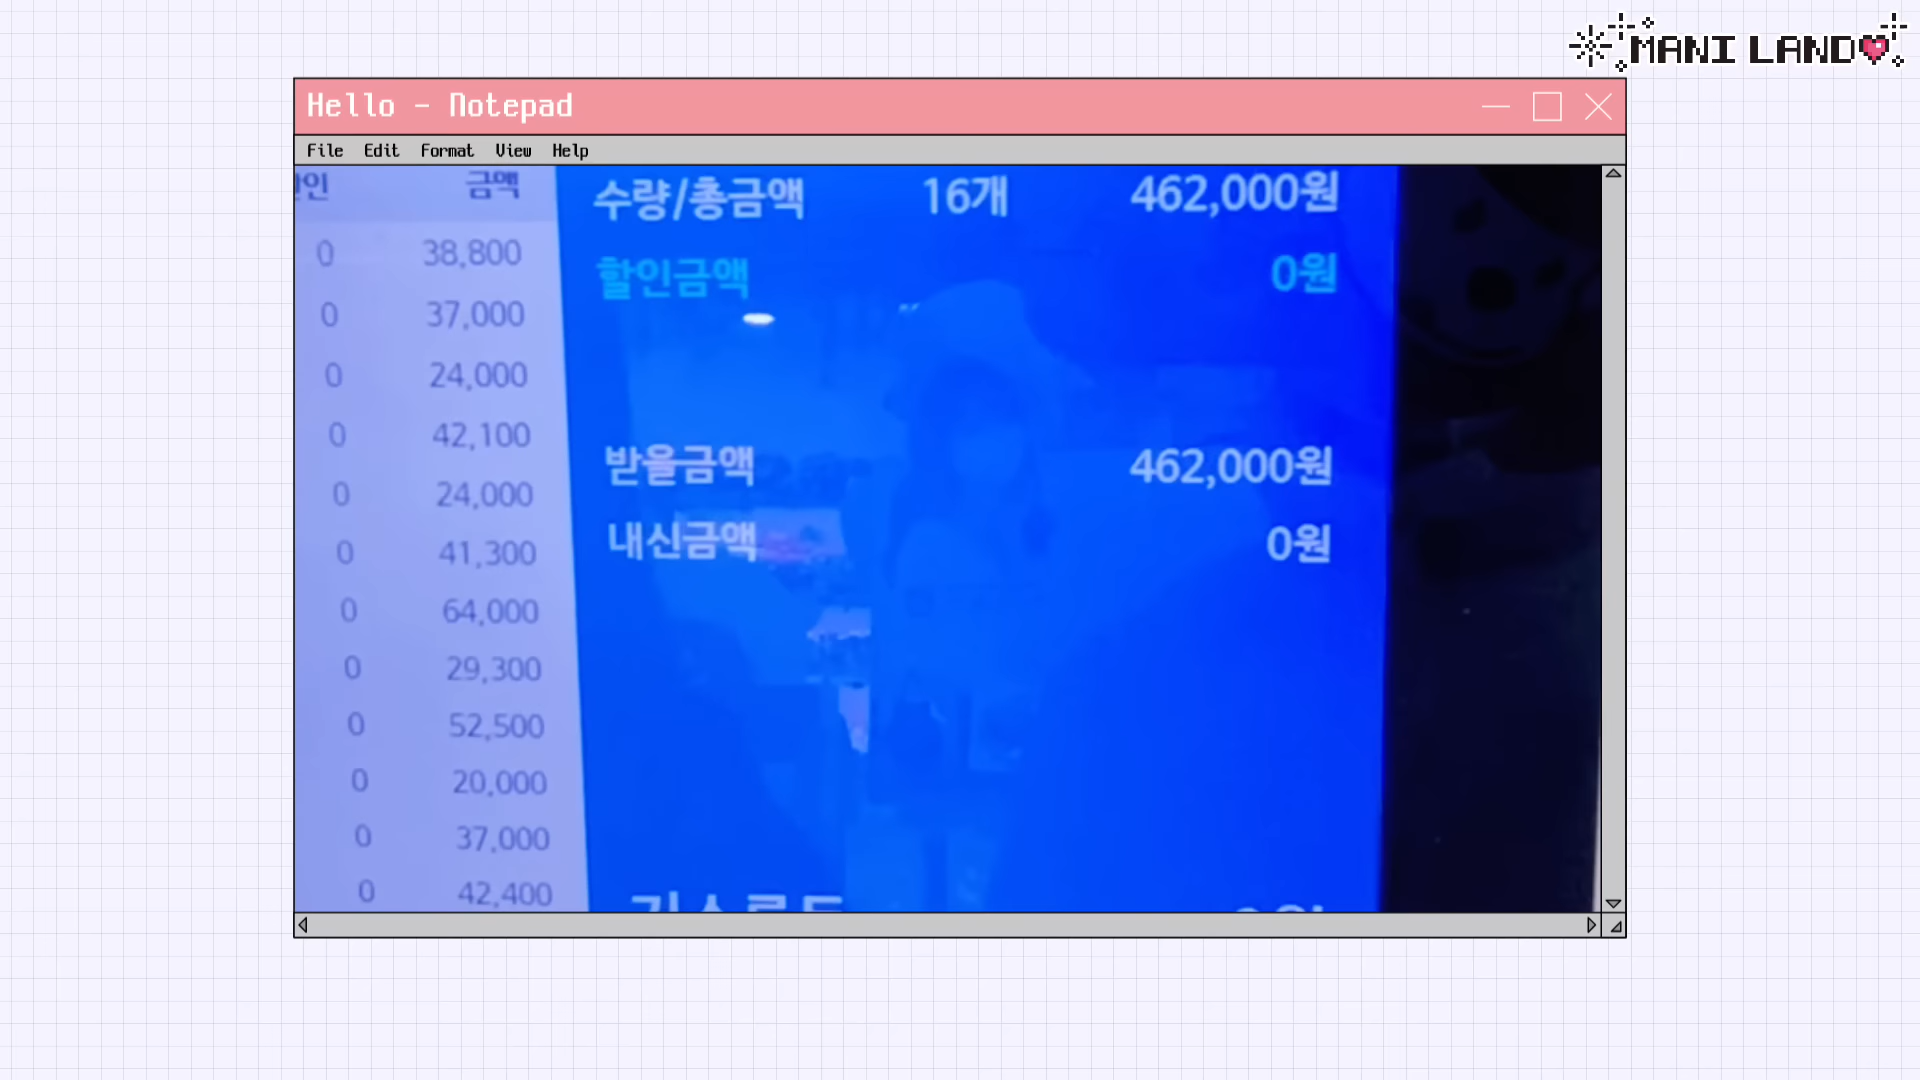 MANI LAND
Hello - Notepad
File Edit Format View Help
금액
0 38,800
0 37,000
0 24,000
0 42,100
0 24,000
0 41,300
0 64,000
0 29,300
0 52,500
0 20,000
0 37,000
0 42,400
수량/총금액 16개 462,000원
할인금액 0원
받을금액 462,000원
내신금액 0원